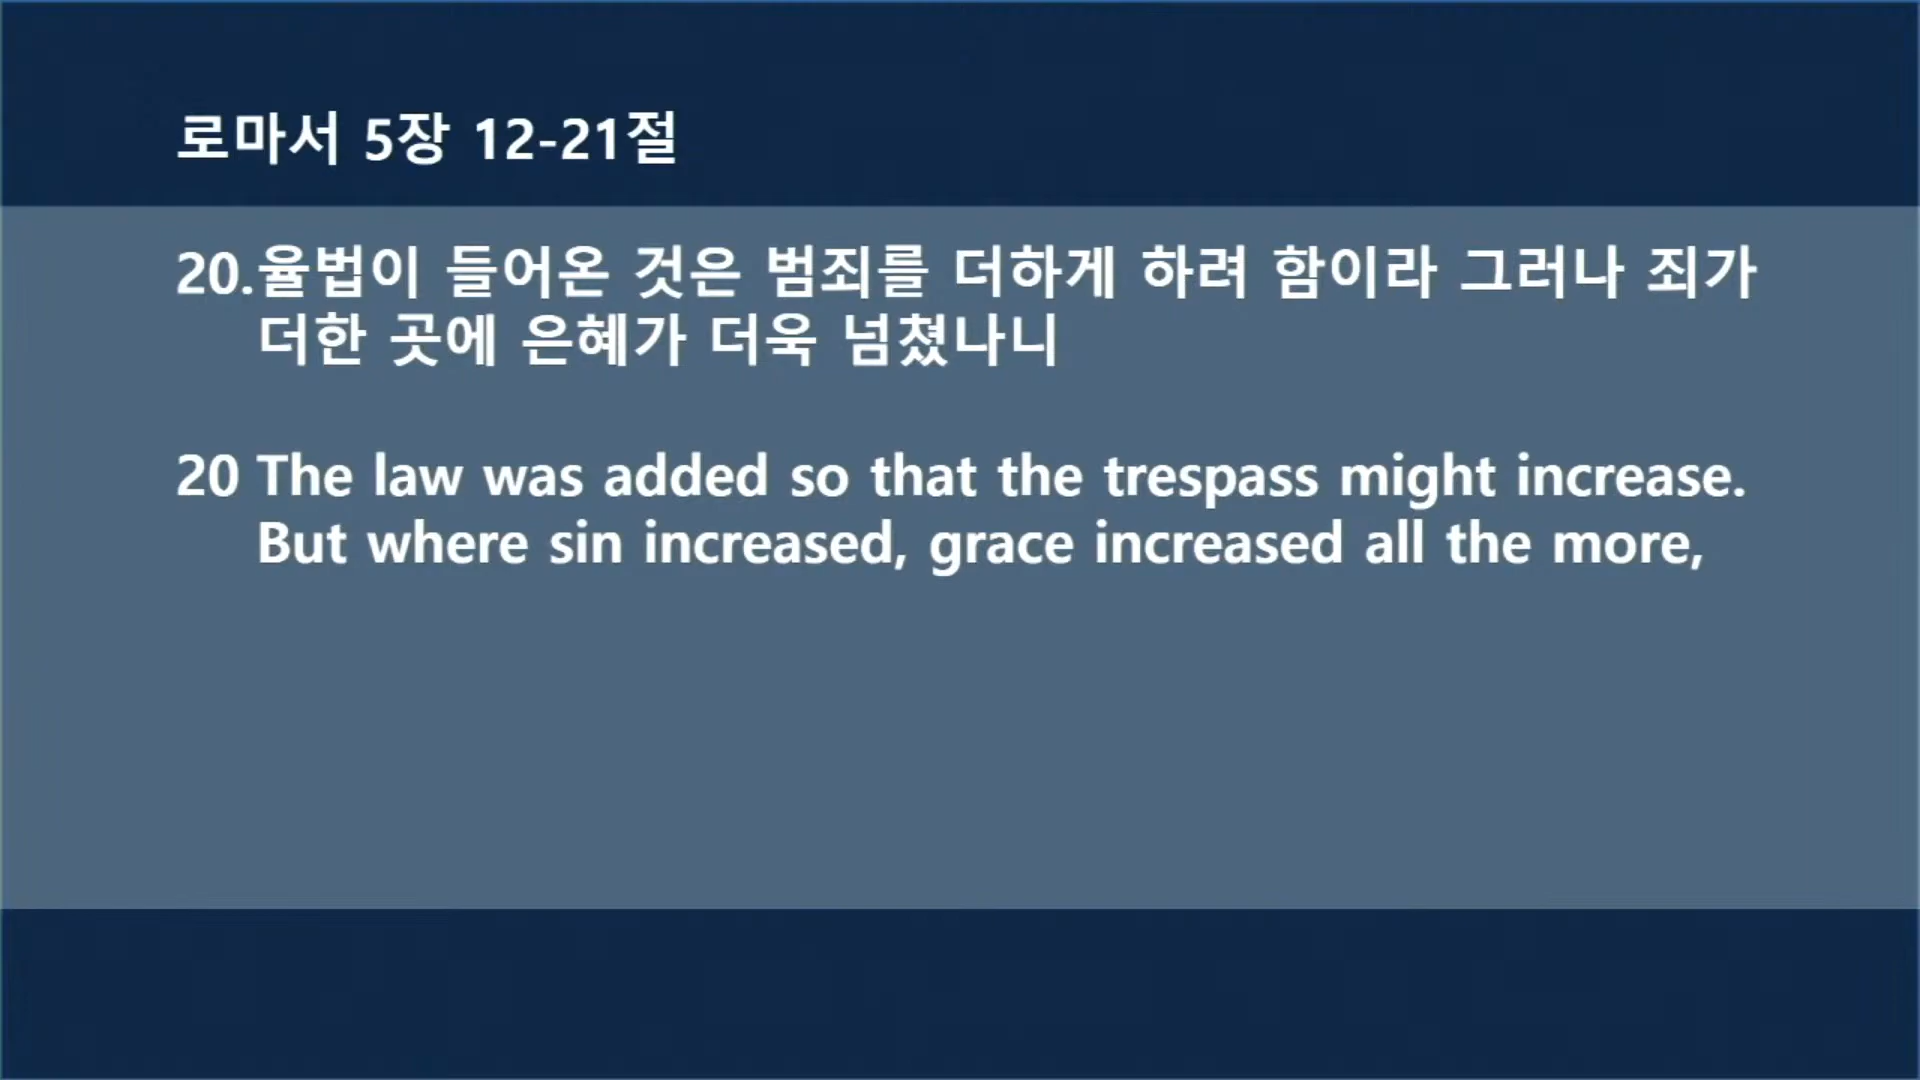 로마서 5장 12-21절
20.율법이 들어온 것은 범죄를 더하게 하려 함이라 그러나 죄가
더한 곳에 은혜가 더욱 넘쳤나니
20 The law was added so that the trespass might increase.
But where sin increased, grace increased all the more,